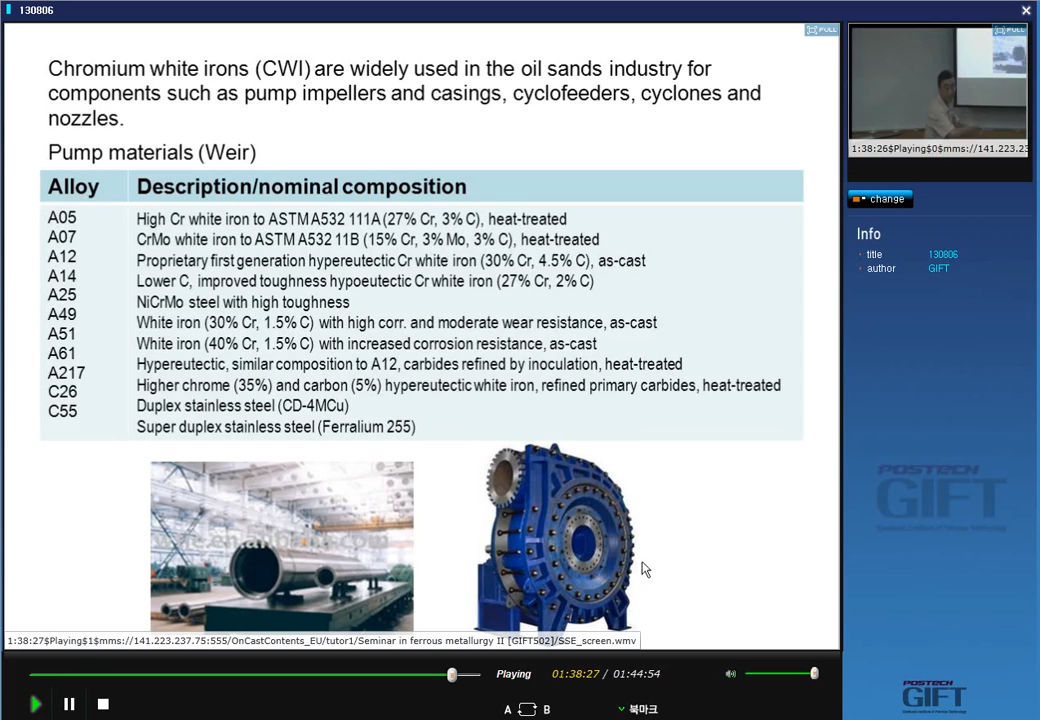 130806
FULL
Chromium white irons (CWI) are widely used in the oil sands industry for
components such as pump impellers and casings, cyclofeeders, cyclones and
nozzles.
Pump materials (Weir)
Alloy Description/nominal composition
A05 High Cr white iron to ASTM A532 111A (27% Cr, 3% C), heat-treated
A07 CrMo white iron to ASTM A532 11B (15% Cr, 3% Mo, 3% C), heat-treated
A12 Proprietary first generation hypereutectic Cr white iron (30% Cr, 4.5% C), as-cast
A14 Lower C, improved toughness hypoeutectic Cr white iron (27% Cr, 2% C)
A25 NiCrMo steel with high toughness
A49 White iron (30% Cr, 1.5% C) with high corr. and moderate wear resistance, as-cast
A51 White iron (40% Cr, 1.5% C) with increased corrosion resistance, as-cast
A61 Hypereutectic, similar composition to A12, carbides refined by inoculation, heat-treated
A217 Higher chrome (35%) and carbon (5%) hypereutectic white iron, refined primary carbides, heat-treated
C26 Duplex stainless steel (CD-4MCu)
C55 Super duplex stainless steel (Ferralium 255)
1:38:27$Playing$1$mms://141.223.237.75:555/OnCastContents_EU/tutor1/Seminar in ferrous metallurgy II [GIFT502]/SSE_screen.wmv
Playing 01:38:27 / 01:44:54
A B 북마크
FULL
1:38:26$Playing$0$mms://141.223.23
change
Info
title 130806
author GIFT
POSTECH
GIFT
POSTECH
GIFT